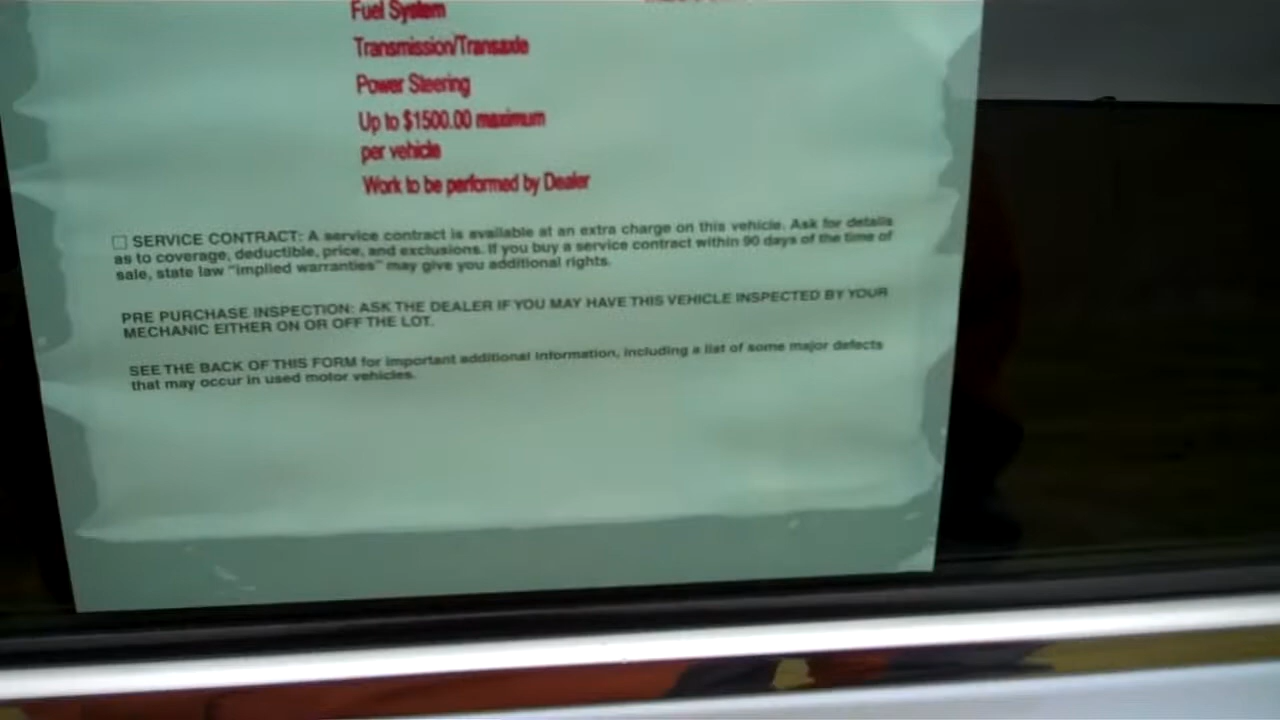 Fuel System
Transmission/Transaxle
Power Steering
Up to $1500.00 maximum
per vehicle
Work to be performed by Dealer
☐ SERVICE CONTRACT: A service contract is available at an extra charge on this vehicle. Ask for details
as to coverage, deductible, price, and exclusions. If you buy a service contract within 90 days of the time of
sale, state law "implied warranties" may give you additional rights.
PRE PURCHASE INSPECTION: ASK THE DEALER IF YOU MAY HAVE THIS VEHICLE INSPECTED BY YOUR
MECHANIC EITHER ON OR OFF THE LOT.
SEE THE BACK OF THIS FORM for important additional information, including a list of some major defects
that may occur in used motor vehicles.